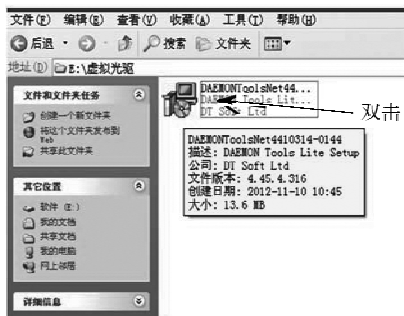 文件(F) 编辑(E) 查看(V) 收藏(A) 工具(T) 帮助(H)
后退 搜索 文件夹
地址(D) E:\虚拟光驱
文件和文件夹任务
创建一个新文件夹
将这个文件夹发布到
Web
共享此文件夹
其它位置
软件 (E:)
我的文档
共享文档
我的电脑
网上邻居
详细信息
DAEMONToolsNet44...
DAEMON Tools Lit...
DT Soft Ltd
双击
DAEMONToolsNet4410314-0144
描述: DAEMON Tools Lite Setup
公司: DT Soft Ltd
文件版本: 4.45.4.316
创建日期: 2012-11-10 10:45
大小: 13.6 MB